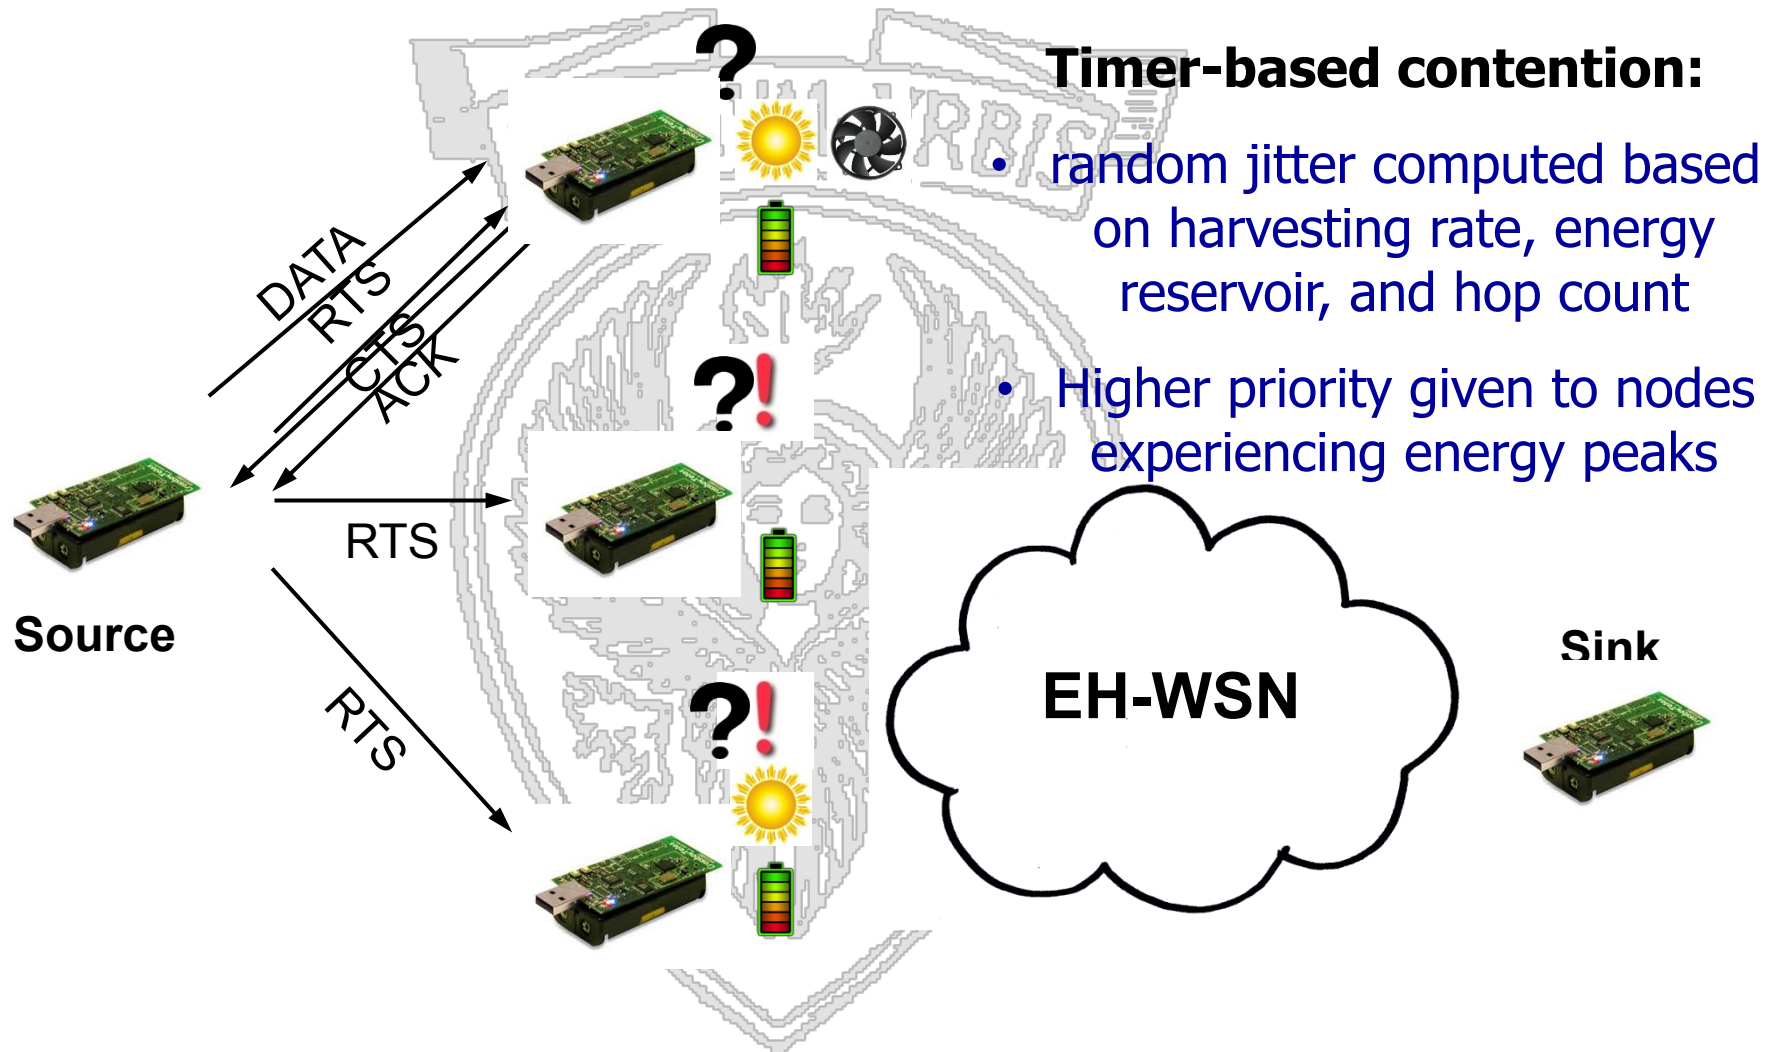 Timer-based contention:
• random jitter computed based
on harvesting rate, energy
reservoir, and hop count
• Higher priority given to nodes
experiencing energy peaks
?
DATA
RTS
CTS
ACK
?!
RTS
Source
RTS
?!
EH-WSN
Sink